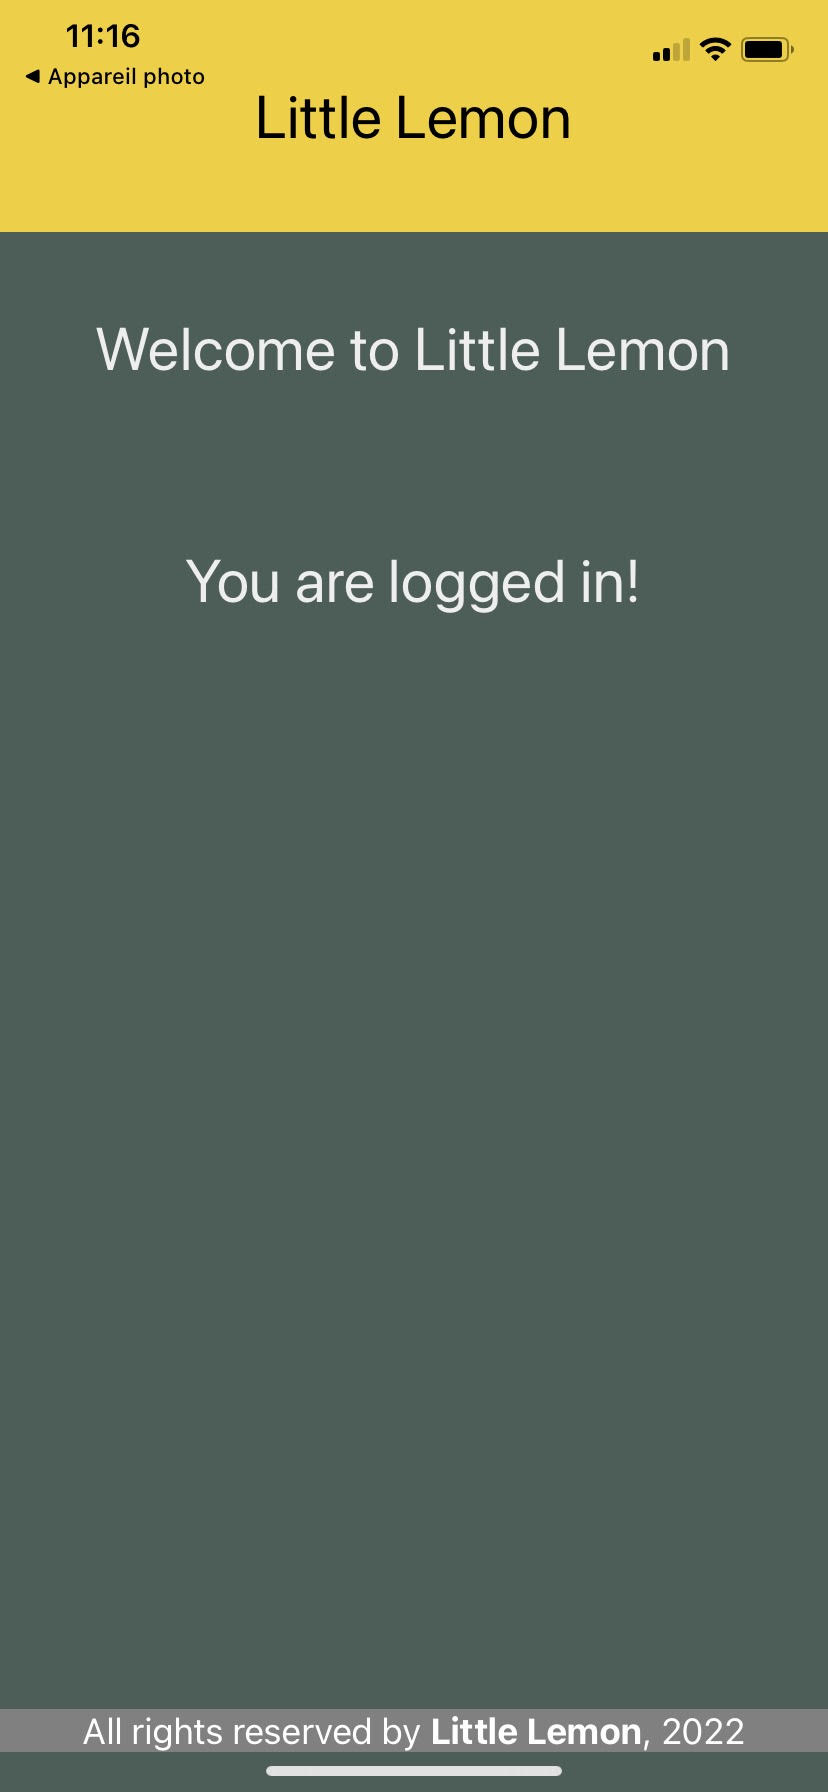 11:16
◀ Appareil photo
Little Lemon
Welcome to Little Lemon
You are logged in!
All rights reserved by Little Lemon, 2022